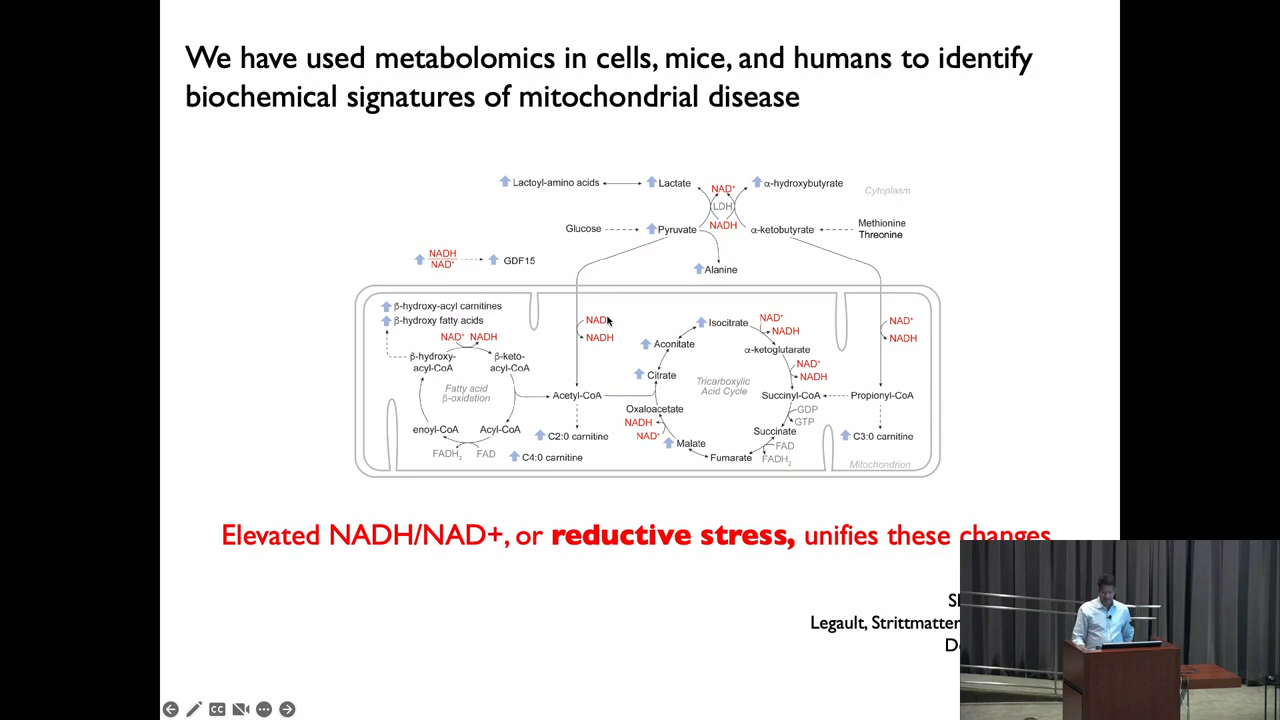 We have used metabolomics in cells, mice, and humans to identify
biochemical signatures of mitochondrial disease
Lactoyl-amino acids
Lactate
NAD⁺
α-hydroxybutyrate
Cytoplasm
LDH
Glucose
Pyruvate
NADH
α-ketobutyrate
Methionine
Threonine
NADH
NAD⁺
GDF15
Alanine
β-hydroxy-acyl carnitines
β-hydroxy fatty acids
NAD⁺ NADH
β-hydroxy-
acyl-CoA
β-keto-
acyl-CoA
Fatty acid
β-oxidation
enoyl-CoA
Acyl-CoA
FADH₂
FAD
NADH
Acetyl-CoA
C2:0 carnitine
C4:0 carnitine
Isocitrate
NAD⁺
NADH
Aconitate
α-ketoglutarate
NAD⁺
NADH
Citrate
Tricarboxylic
Acid Cycle
Succinyl-CoA
Oxaloacetate
GDP
GTP
NADH
NAD⁺
Succinate
Malate
FAD
FADH₂
Fumarate
NAD⁺
NADH
Propionyl-CoA
C3:0 carnitine
Mitochondrion
Elevated NADH/NAD+, or reductive stress, unifies these changes
Legault, Strittmatter
CC